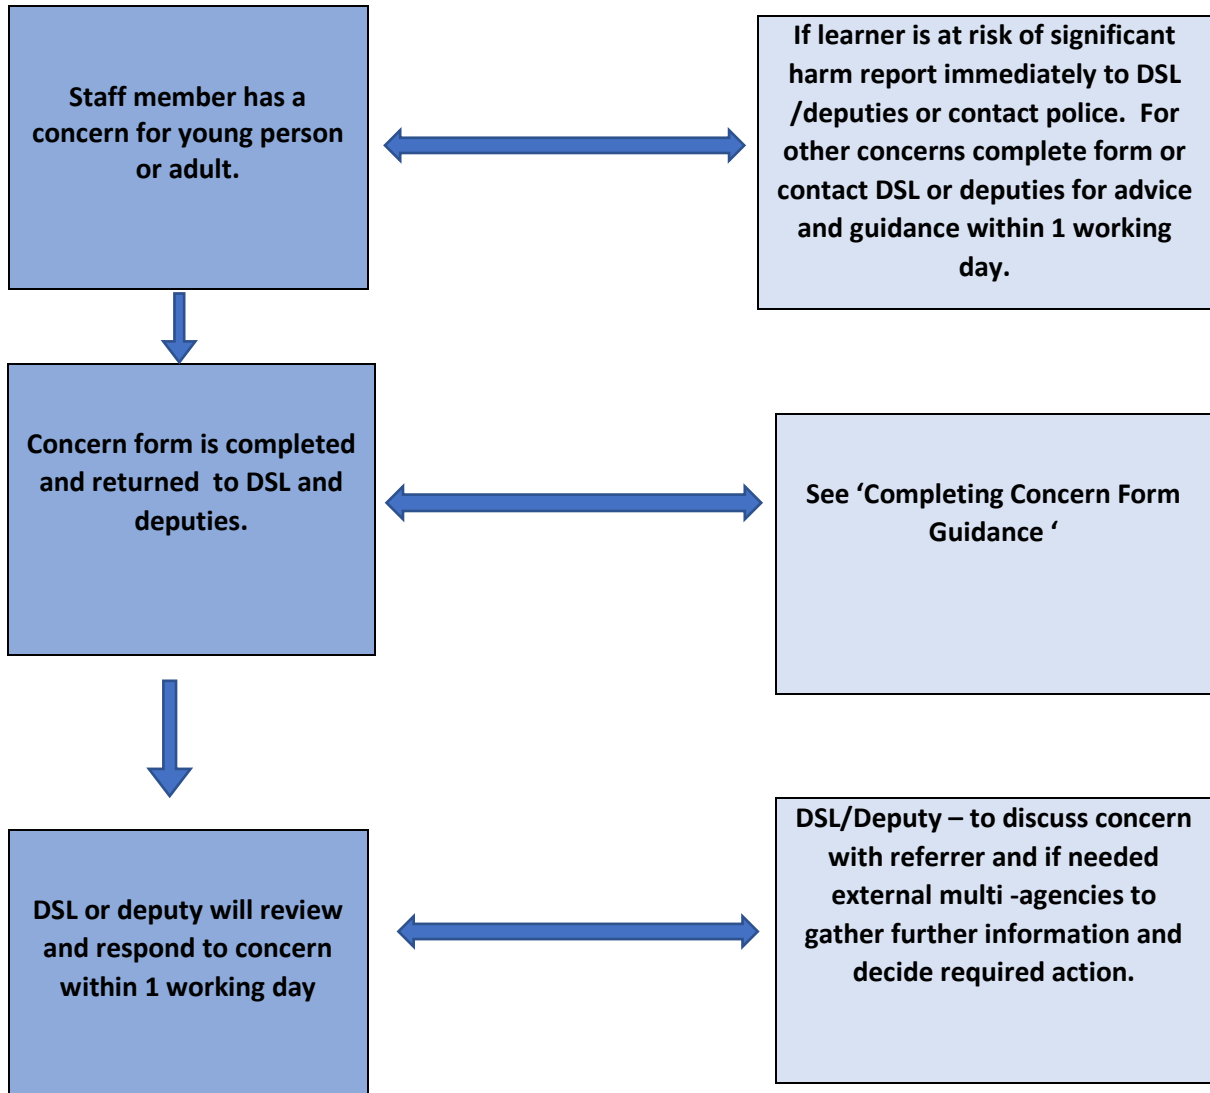 Staff member has a
concern for young person
or adult.
If learner is at risk of significant
harm report immediately to DSL
/deputies or contact police.  For
other concerns complete form or
contact DSL or deputies for advice
and guidance within 1 working
day.
Concern form is completed
and returned  to DSL and
deputies.
See ‘Completing Concern Form
Guidance ‘
DSL or deputy will review
and respond to concern
within 1 working day
DSL/Deputy – to discuss concern
with referrer and if needed
external multi -agencies to
gather further information and
decide required action.